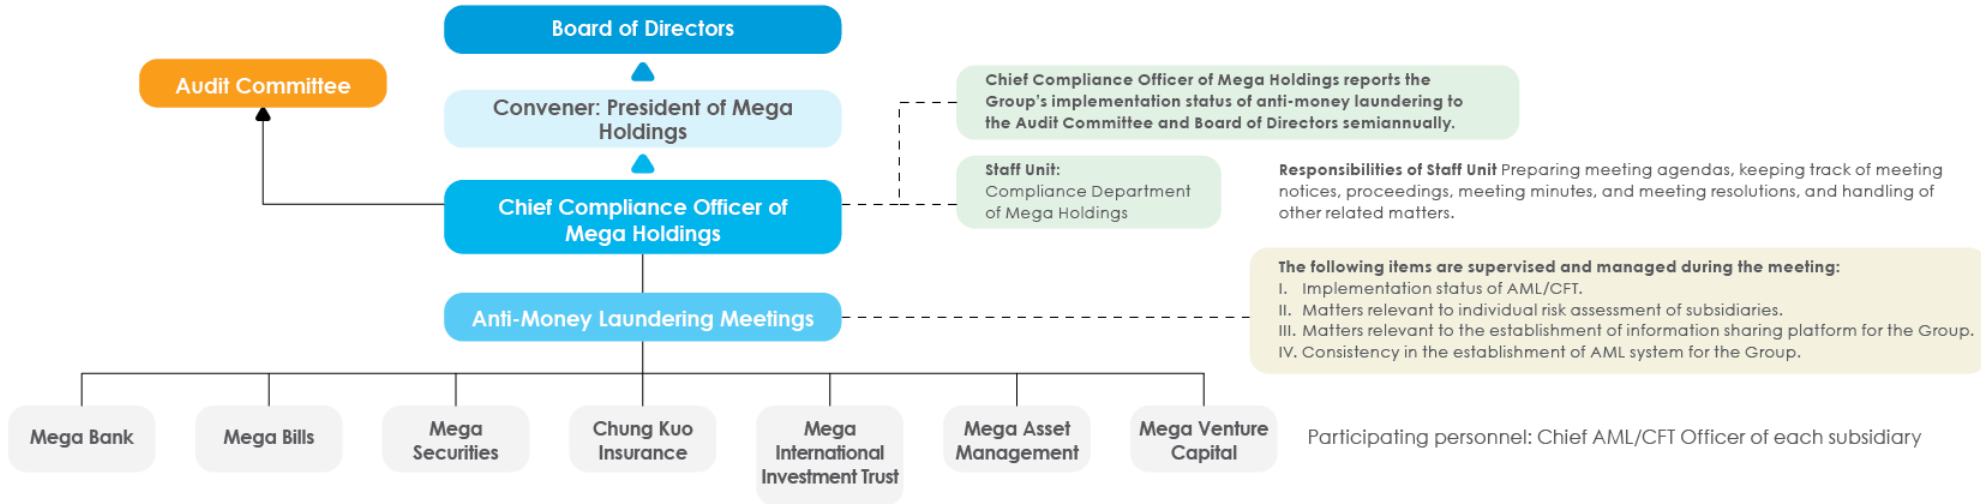 Board of Directors
Audit Committee
Convener: President of Mega
Holdings
Chief Compliance Officer of Mega Holdings reports the
Group's implementation status of anti-money laundering to
the Audit Committee and Board of Directors semiannually.
Chief Compliance Officer of
Mega Holdings
Staff Unit:
Compliance Department
of Mega Holdings
Responsibilities of Staff Unit Preparing meeting agendas, keeping track of meeting
notices, proceedings, meeting minutes, and meeting resolutions, and handling of
other related matters.
Anti-Money Laundering Meetings
The following items are supervised and managed during the meeting:
I. Implementation status of AML/CFT.
II. Matters relevant to individual risk assessment of subsidiaries.
III. Matters relevant to the establishment of information sharing platform for the Group.
IV. Consistency in the establishment of AML system for the Group.
Mega Bank
Mega Bills
Mega
Securities
Chung Kuo
Insurance
Mega
International
Investment Trust
Mega Asset
Management
Mega Venture
Capital
Participating personnel: Chief AML/CFT Officer of each subsidiary